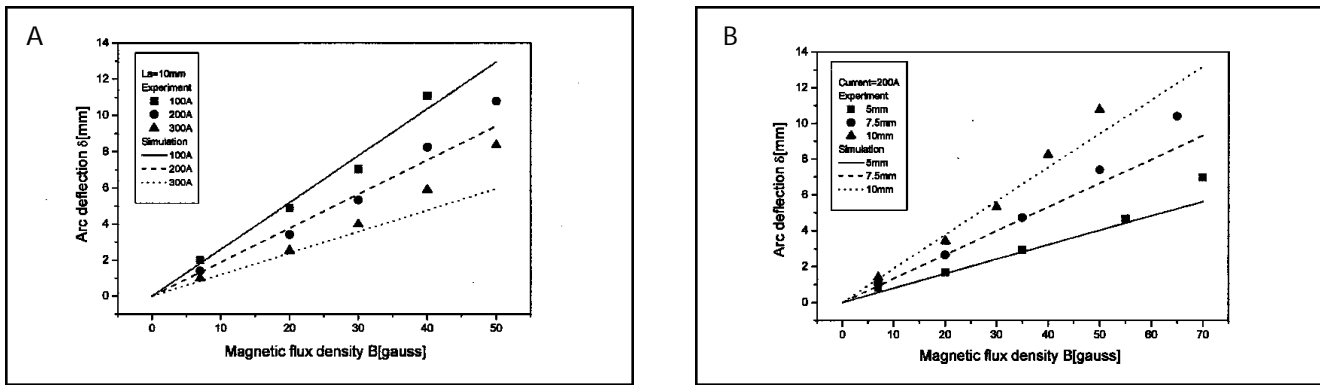 A
14
12
10
8
6
4
2
0
Arc deflection δ[mm]
La=10mm
Experiment
100A
200A
300A
Simulation
100A
200A
300A
0 10 20 30 40 50
Magnetic flux density B[gauss]
B
14
12
10
8
6
4
2
0
Arc deflection δ[mm]
Current=200A
Experiment
5mm
7.5mm
10mm
Simulation
5mm
7.5mm
10mm
0 10 20 30 40 50 60 70
Magnetic flux density B[gauss]